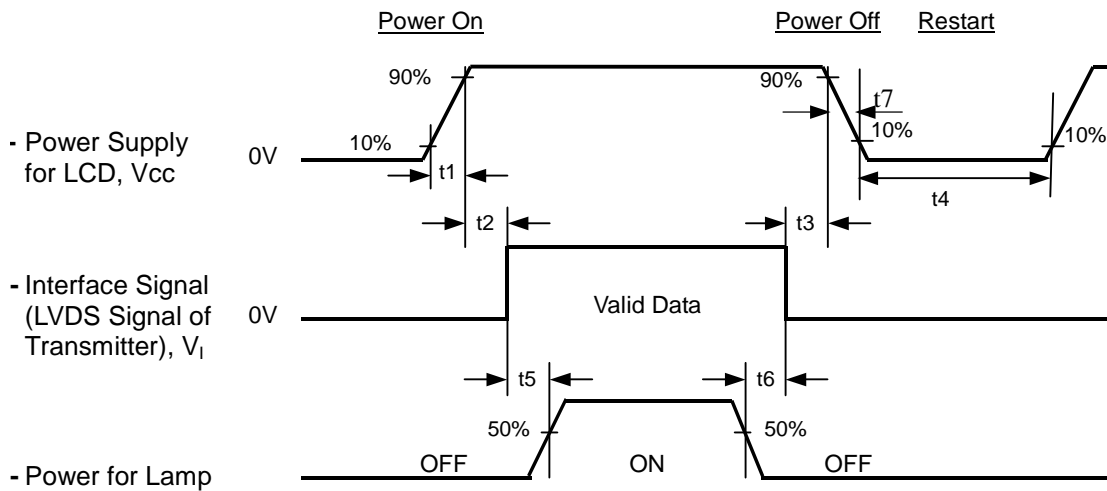 Power On
Power Off
Restart
90%
90%
t7
- Power Supply
for LCD, Vcc
0V
10%
10%
10%
t1
t4
t2
t3
- Interface Signal
(LVDS Signal of
Transmitter), VI
0V
Valid Data
t5
t6
50%
50%
- Power for Lamp
OFF
ON
OFF